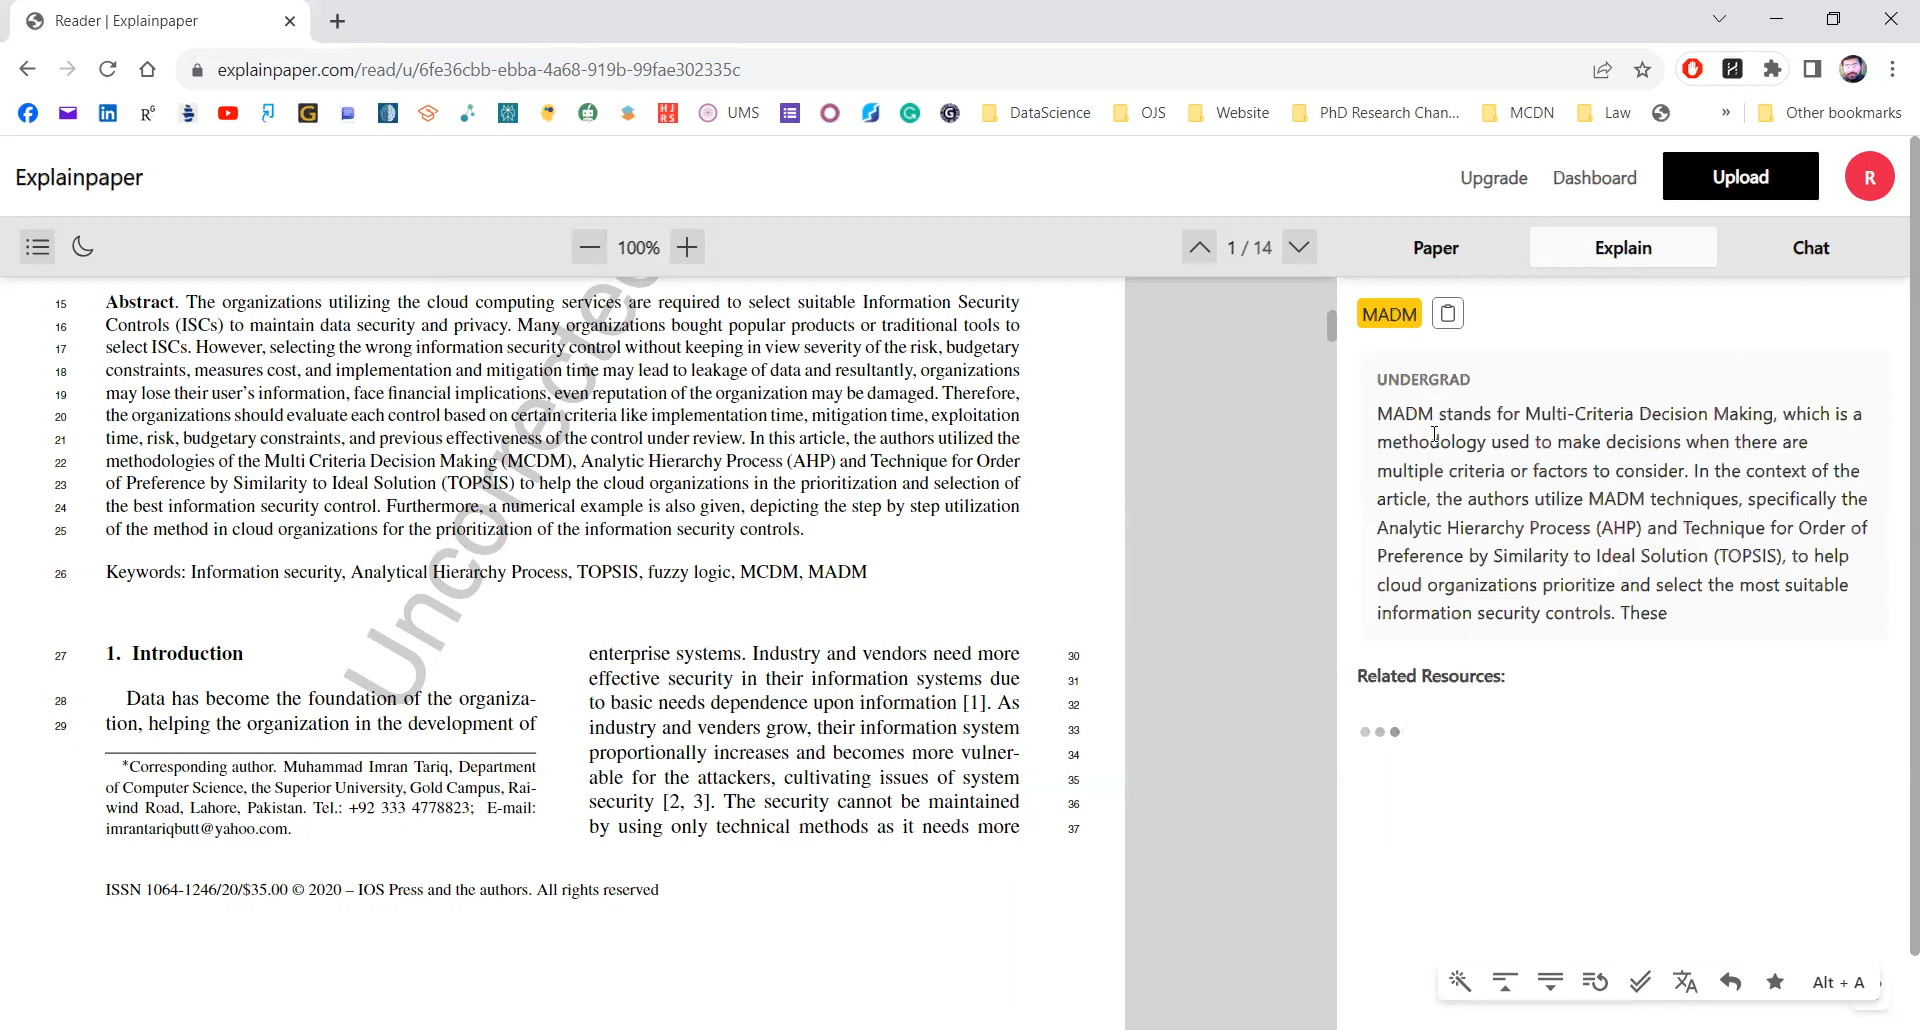 Reader | Explainpaper
explainpaper.com/read/u/6fe36cbb-ebba-4a68-919b-99fae302335c
UMS DataScience OJS Website PhD Research Chan... MCDN Law » Other bookmarks
Explainpaper Upgrade Dashboard Upload R
100% 1 / 14 Paper Explain Chat
15 Abstract. The organizations utilizing the cloud computing services are required to select suitable Information Security
16 Controls (ISCs) to maintain data security and privacy. Many organizations bought popular products or traditional tools to
17 select ISCs. However, selecting the wrong information security control without keeping in view severity of the risk, budgetary
18 constraints, measures cost, and implementation and mitigation time may lead to leakage of data and resultantly, organizations
19 may lose their user's information, face financial implications, even reputation of the organization may be damaged. Therefore,
20 the organizations should evaluate each control based on certain criteria like implementation time, mitigation time, exploitation
21 time, risk, budgetary constraints, and previous effectiveness of the control under review. In this article, the authors utilized the
22 methodologies of the Multi Criteria Decision Making (MCDM), Analytic Hierarchy Process (AHP) and Technique for Order
23 of Preference by Similarity to Ideal Solution (TOPSIS) to help the cloud organizations in the prioritization and selection of
24 the best information security control. Furthermore, a numerical example is also given, depicting the step by step utilization
25 of the method in cloud organizations for the prioritization of the information security controls.
26 Keywords: Information security, Analytical Hierarchy Process, TOPSIS, fuzzy logic, MCDM, MADM
Uncorrected
27 1. Introduction
28 Data has become the foundation of the organiza-
29 tion, helping the organization in the development of
*Corresponding author. Muhammad Imran Tariq, Department
of Computer Science, the Superior University, Gold Campus, Rai-
wind Road, Lahore, Pakistan. Tel.: +92 333 4778823; E-mail:
imrantariqbutt@yahoo.com.
enterprise systems. Industry and vendors need more 30
effective security in their information systems due 31
to basic needs dependence upon information [1]. As 32
industry and venders grow, their information system 33
proportionally increases and becomes more vulner- 34
able for the attackers, cultivating issues of system 35
security [2, 3]. The security cannot be maintained 36
by using only technical methods as it needs more 37
ISSN 1064-1246/20/$35.00 © 2020 – IOS Press and the authors. All rights reserved
MADM
UNDERGRAD
MADM stands for Multi-Criteria Decision Making, which is a
methodology used to make decisions when there are
multiple criteria or factors to consider. In the context of the
article, the authors utilize MADM techniques, specifically the
Analytic Hierarchy Process (AHP) and Technique for Order of
Preference by Similarity to Ideal Solution (TOPSIS), to help
cloud organizations prioritize and select the most suitable
information security controls. These
Related Resources:
Alt + A